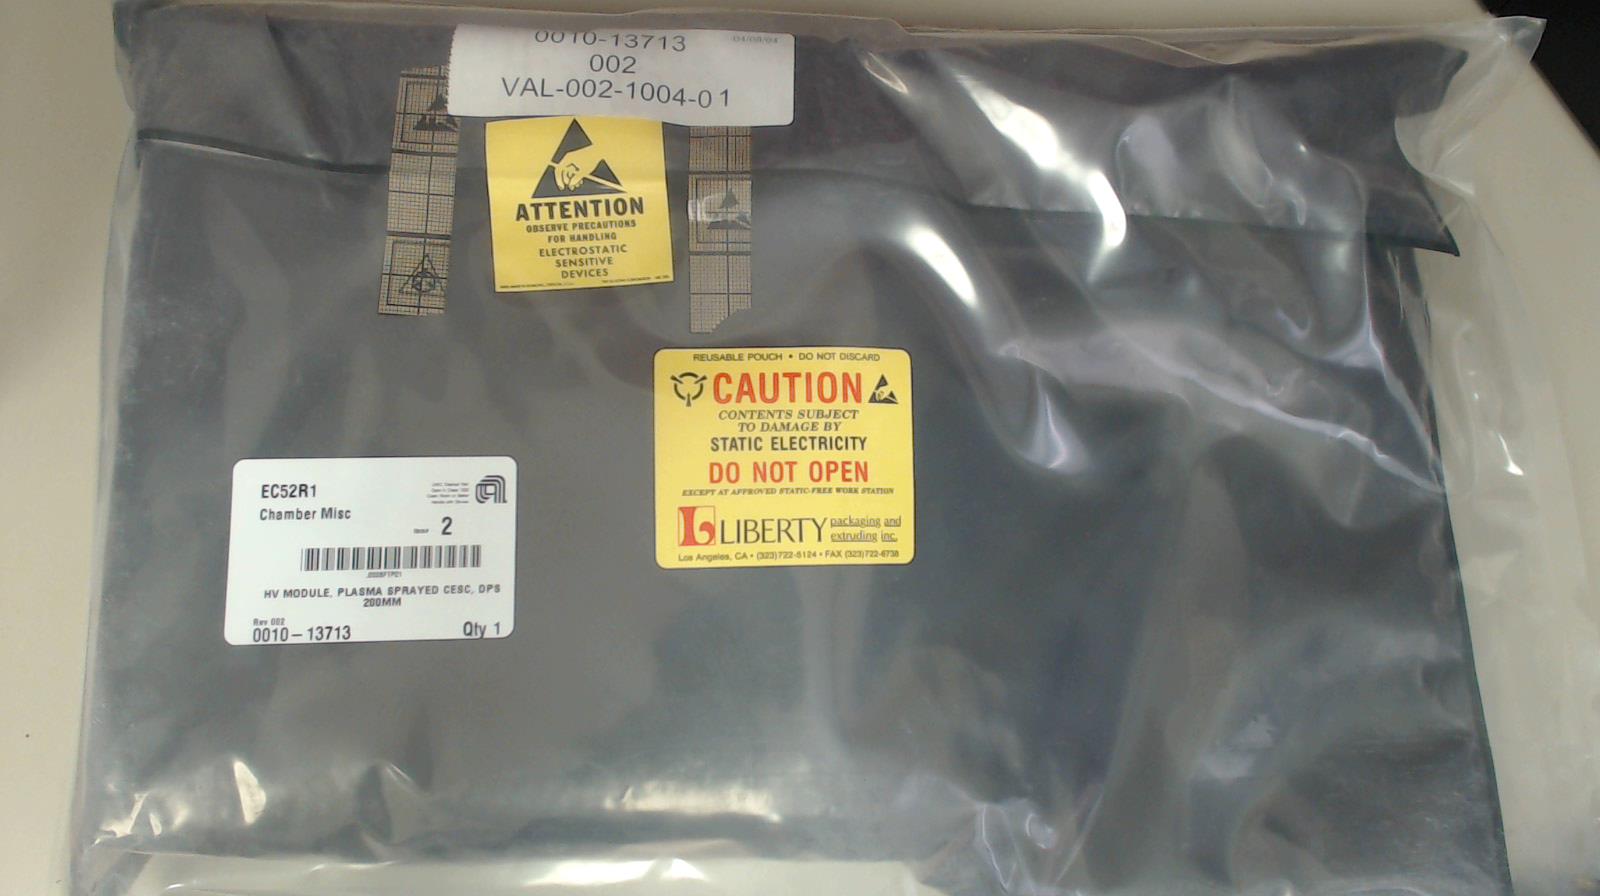 0010-13713
04/08/04
002
VAL-002-1004-01
ATTENTION
OBSERVE PRECAUTIONS
FOR HANDLING
ELECTROSTATIC
SENSITIVE
DEVICES
REUSABLE POUCH • DO NOT DISCARD
CAUTION
CONTENTS SUBJECT
TO DAMAGE BY
STATIC ELECTRICITY
DO NOT OPEN
EXCEPT AT APPROVED STATIC-FREE WORK STATION
LIBERTY packaging and
extruding inc.
Los Angeles, CA • (323)722-5124 • FAX (323)722-6738
EC52R1
Chamber Misc
2
HV MODULE, PLASMA SPRAYED CESC, DPS
200MM
Rev 002
0010-13713 Qty 1